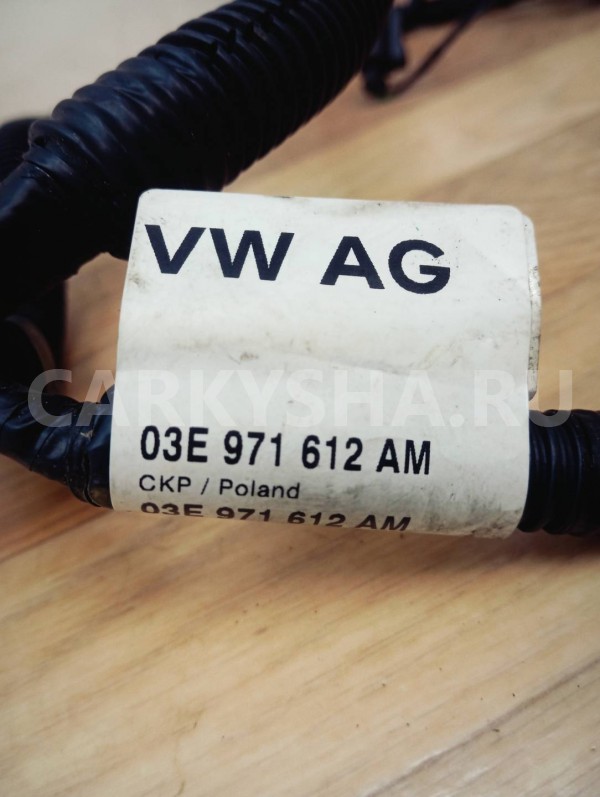 VW AG
CARKYSHA.RU
03E 971 612 AM
CKP / Poland
03E 971 612 AM